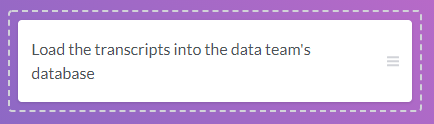 Load the transcripts into the data team's
database